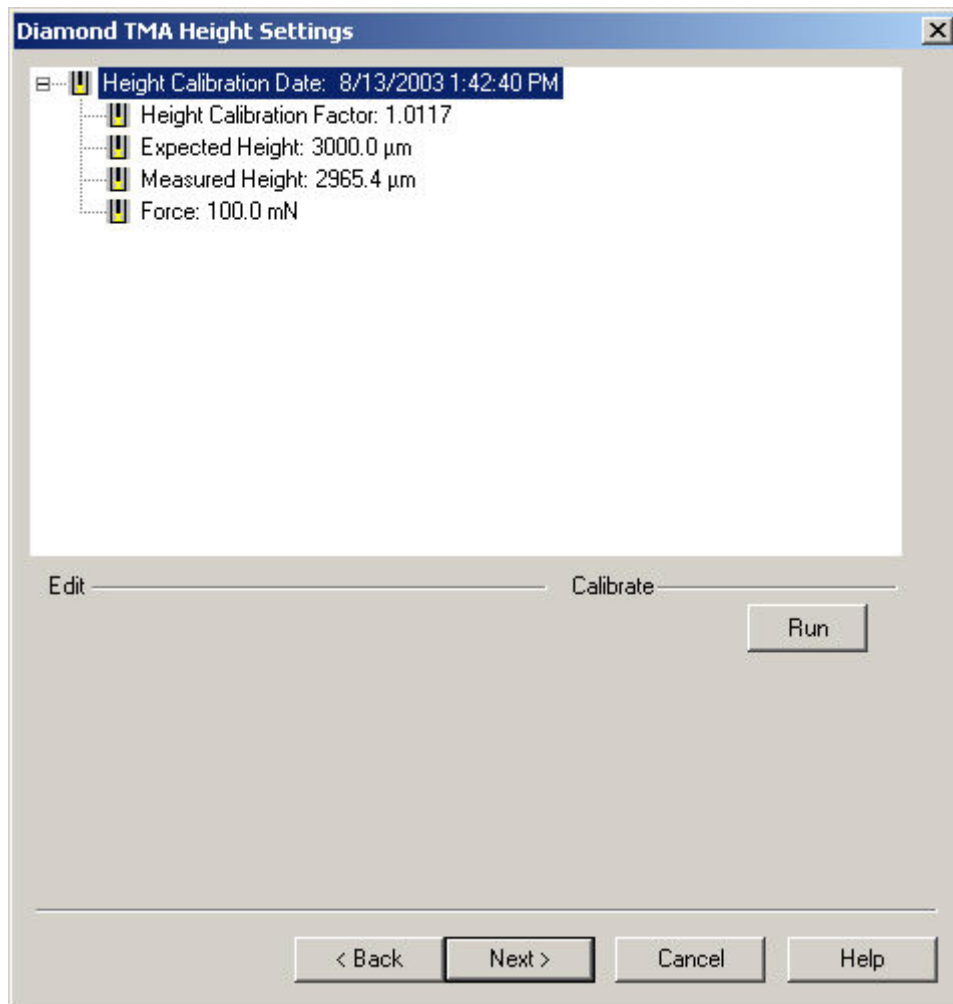 Diamond TMA Height Settings
Height Calibration Date: 8/13/2003 1:42:40 PM
Height Calibration Factor: 1.0117
Expected Height: 3000.0 µm
Measured Height: 2965.4 µm
Force: 100.0 mN
Edit Calibrate
Run
< Back Next > Cancel Help